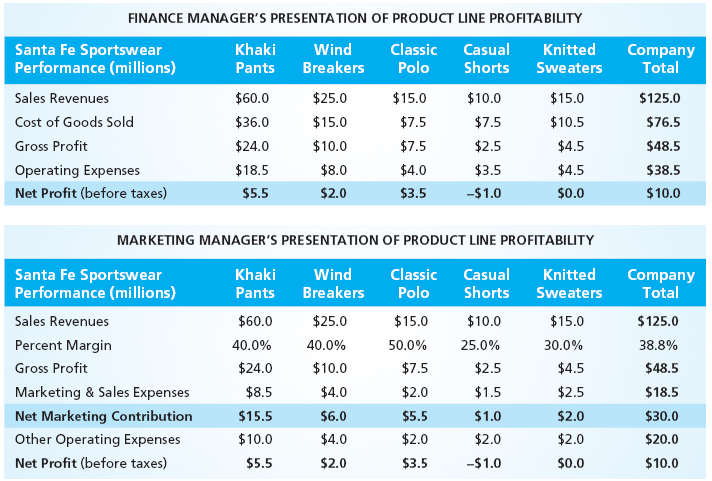 FINANCE MANAGER'S PRESENTATION OF PRODUCT LINE PROFITABILITY
Santa Fe Sportswear Performance (millions) Khaki Pants Wind Breakers Classic Polo Casual Shorts Knitted Sweaters Company Total
Sales Revenues $60.0 $25.0 $15.0 $10.0 $15.0 $125.0
Cost of Goods Sold $36.0 $15.0 $7.5 $7.5 $10.5 $76.5
Gross Profit $24.0 $10.0 $7.5 $2.5 $4.5 $48.5
Operating Expenses $18.5 $8.0 $4.0 $3.5 $4.5 $38.5
Net Profit (before taxes) $5.5 $2.0 $3.5 –$1.0 $0.0 $10.0
MARKETING MANAGER'S PRESENTATION OF PRODUCT LINE PROFITABILITY
Santa Fe Sportswear Performance (millions) Khaki Pants Wind Breakers Classic Polo Casual Shorts Knitted Sweaters Company Total
Sales Revenues $60.0 $25.0 $15.0 $10.0 $15.0 $125.0
Percent Margin 40.0% 40.0% 50.0% 25.0% 30.0% 38.8%
Gross Profit $24.0 $10.0 $7.5 $2.5 $4.5 $48.5
Marketing & Sales Expenses $8.5 $4.0 $2.0 $1.5 $2.5 $18.5
Net Marketing Contribution $15.5 $6.0 $5.5 $1.0 $2.0 $30.0
Other Operating Expenses $10.0 $4.0 $2.0 $2.0 $2.0 $20.0
Net Profit (before taxes) $5.5 $2.0 $3.5 –$1.0 $0.0 $10.0